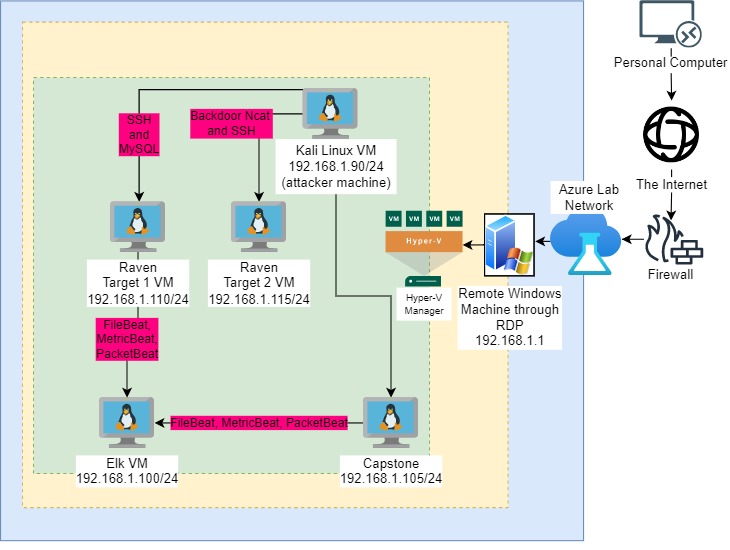 Personal Computer
SSH
and
MySQL
Backdoor Ncat
and SSH
Kali Linux VM
192.168.1.90/24
(attacker machine)
The Internet
Azure Lab
Network
VM VM VM VM
Hyper-V
Firewall
Raven
Target 1 VM
192.168.1.110/24
Raven
Target 2 VM
192.168.1.115/24
Hyper-V
Manager
Remote Windows
Machine through
RDP
192.168.1.1
FileBeat,
MetricBeat,
PacketBeat
FileBeat, MetricBeat, PacketBeat
Elk VM
192.168.1.100/24
Capstone
192.168.1.105/24